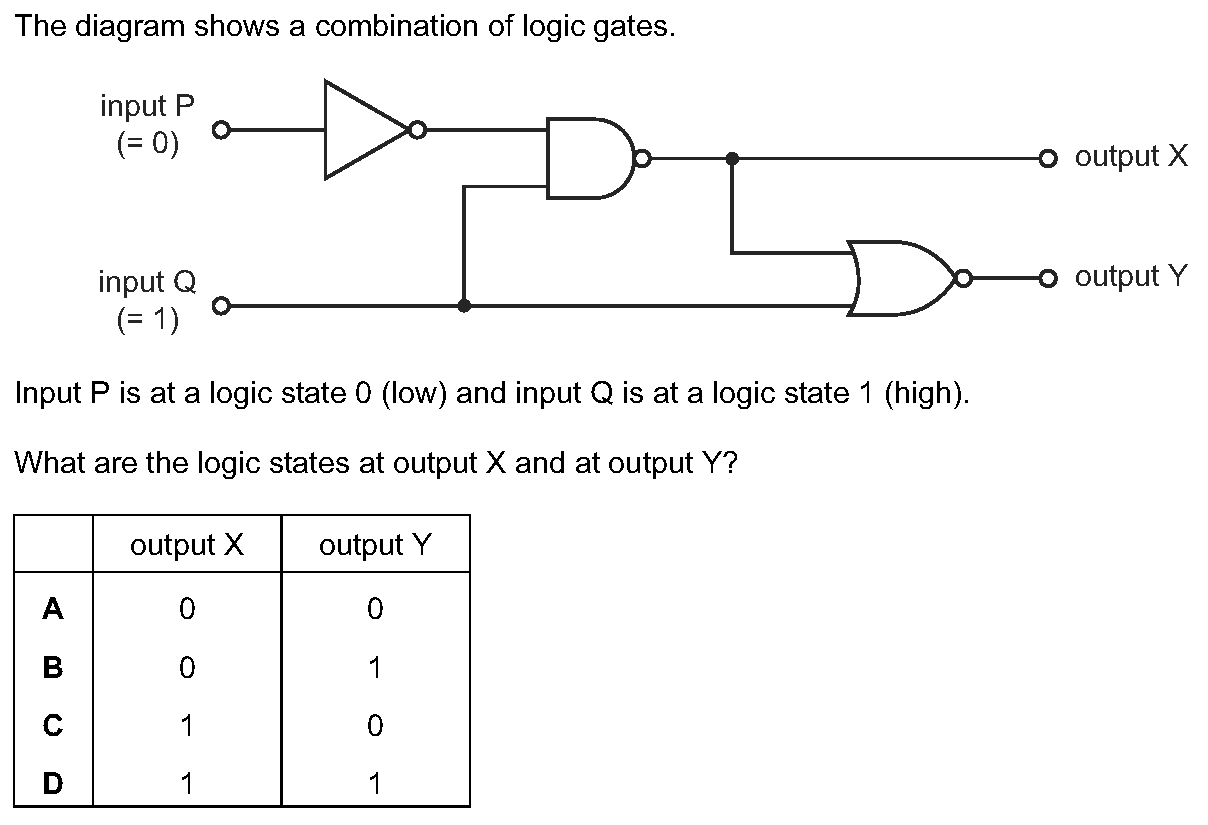 The diagram shows a combination of logic gates.
input P
(= 0)
output X
input Q
(= 1)
output Y
Input P is at a logic state 0 (low) and input Q is at a logic state 1 (high).
What are the logic states at output X and at output Y?
output X output Y
A 0 0
B 0 1
C 1 0
D 1 1